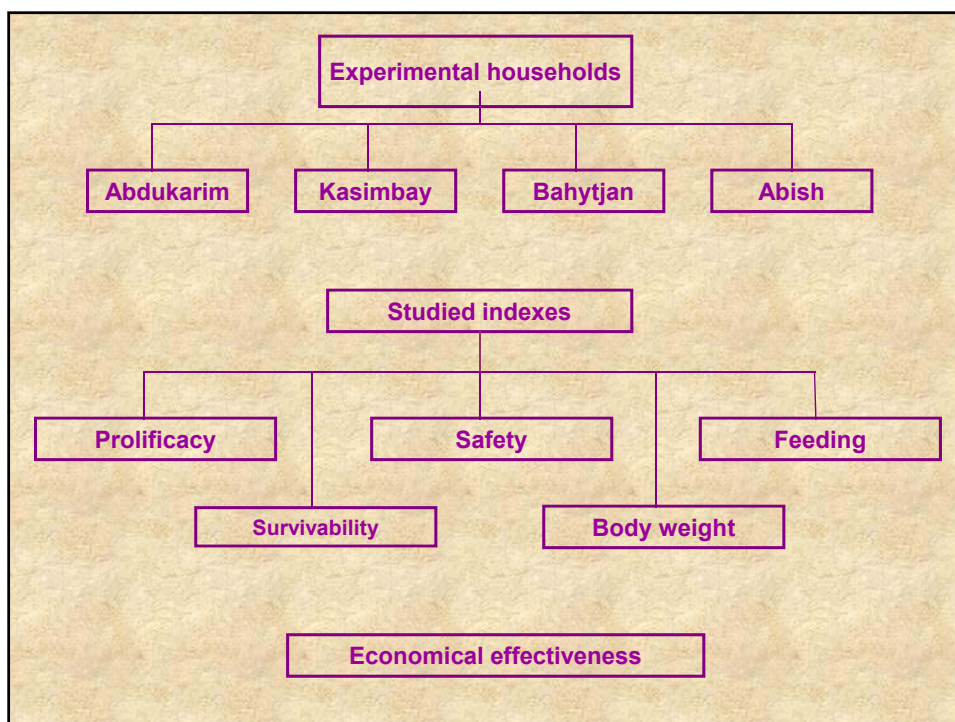 Experimental households
Abdukarim
Kasimbay
Bahytjan
Abish
Studied indexes
Prolificacy
Safety
Feeding
Survivability
Body weight
Economical effectiveness